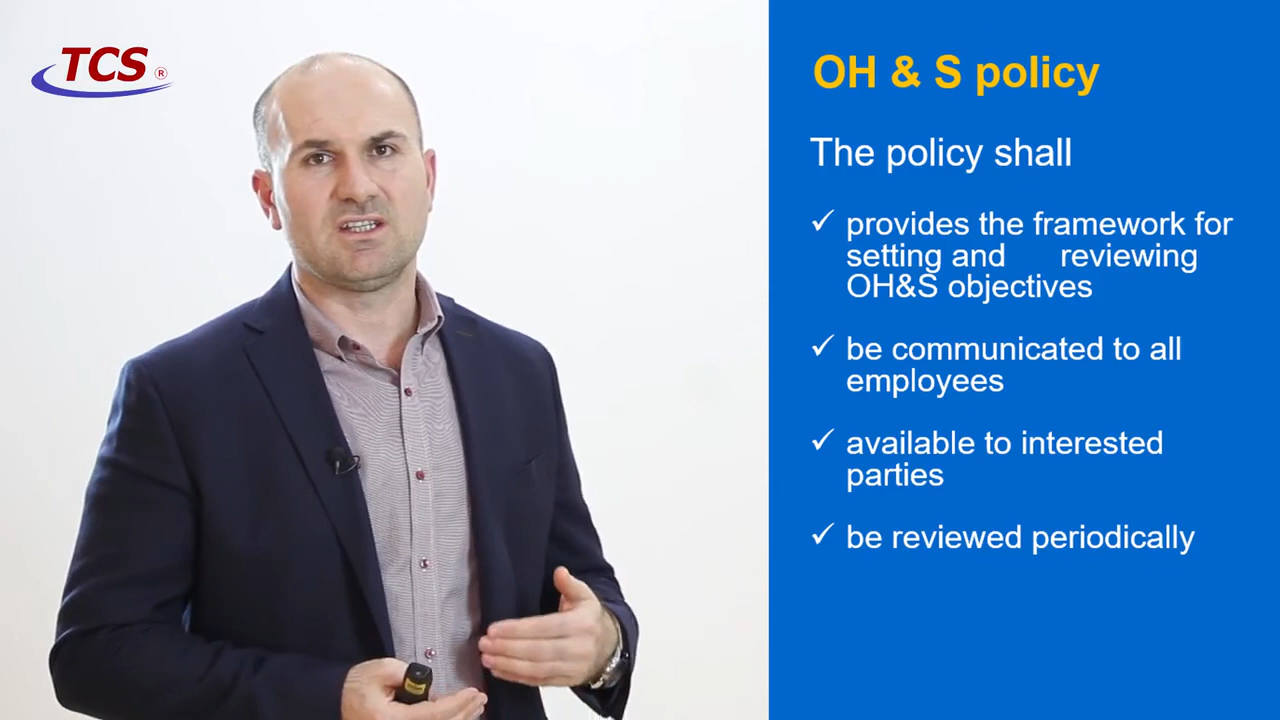 TCS ®
OH & S policy
The policy shall
✓ provides the framework for
setting and reviewing
OH&S objectives
✓ be communicated to all
employees
✓ available to interested
parties
✓ be reviewed periodically